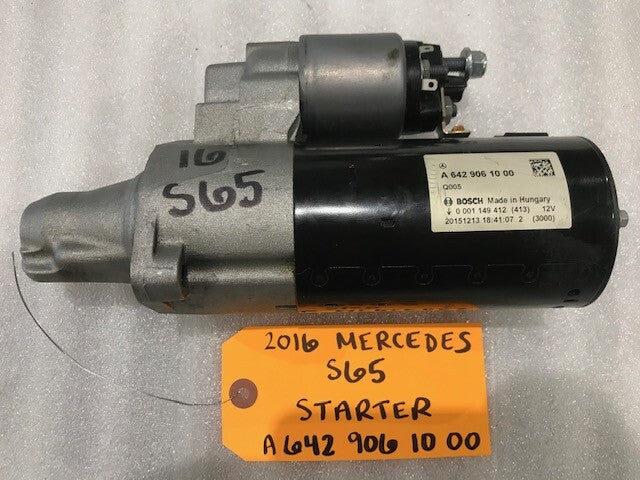 16
S65
A 642 906 10 00
Q005
BOSCH Made in Hungary
0 001 149 412 (413) 12V
20151213 18:41:07 2 (3000)
2016 MERCEDES
S65
STARTER
A 642 906 10 00